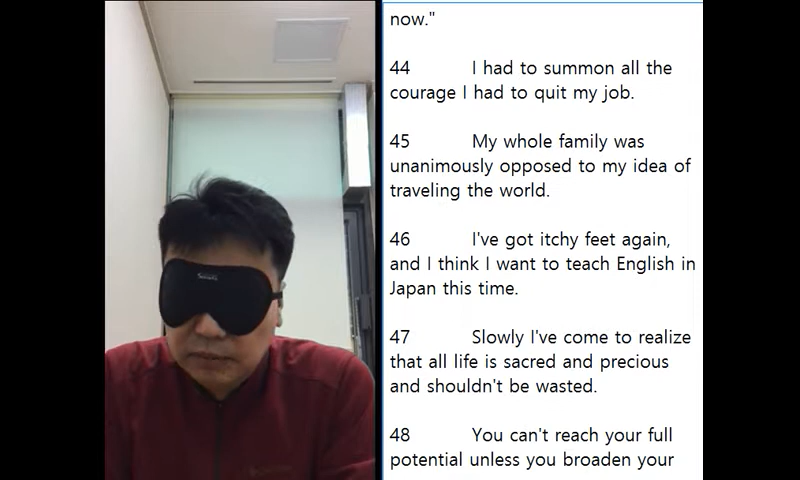 now."
44 I had to summon all the
courage I had to quit my job.
45 My whole family was
unanimously opposed to my idea of
traveling the world.
46 I've got itchy feet again,
and I think I want to teach English in
Japan this time.
47 Slowly I've come to realize
that all life is sacred and precious
and shouldn't be wasted.
48 You can't reach your full
potential unless you broaden your